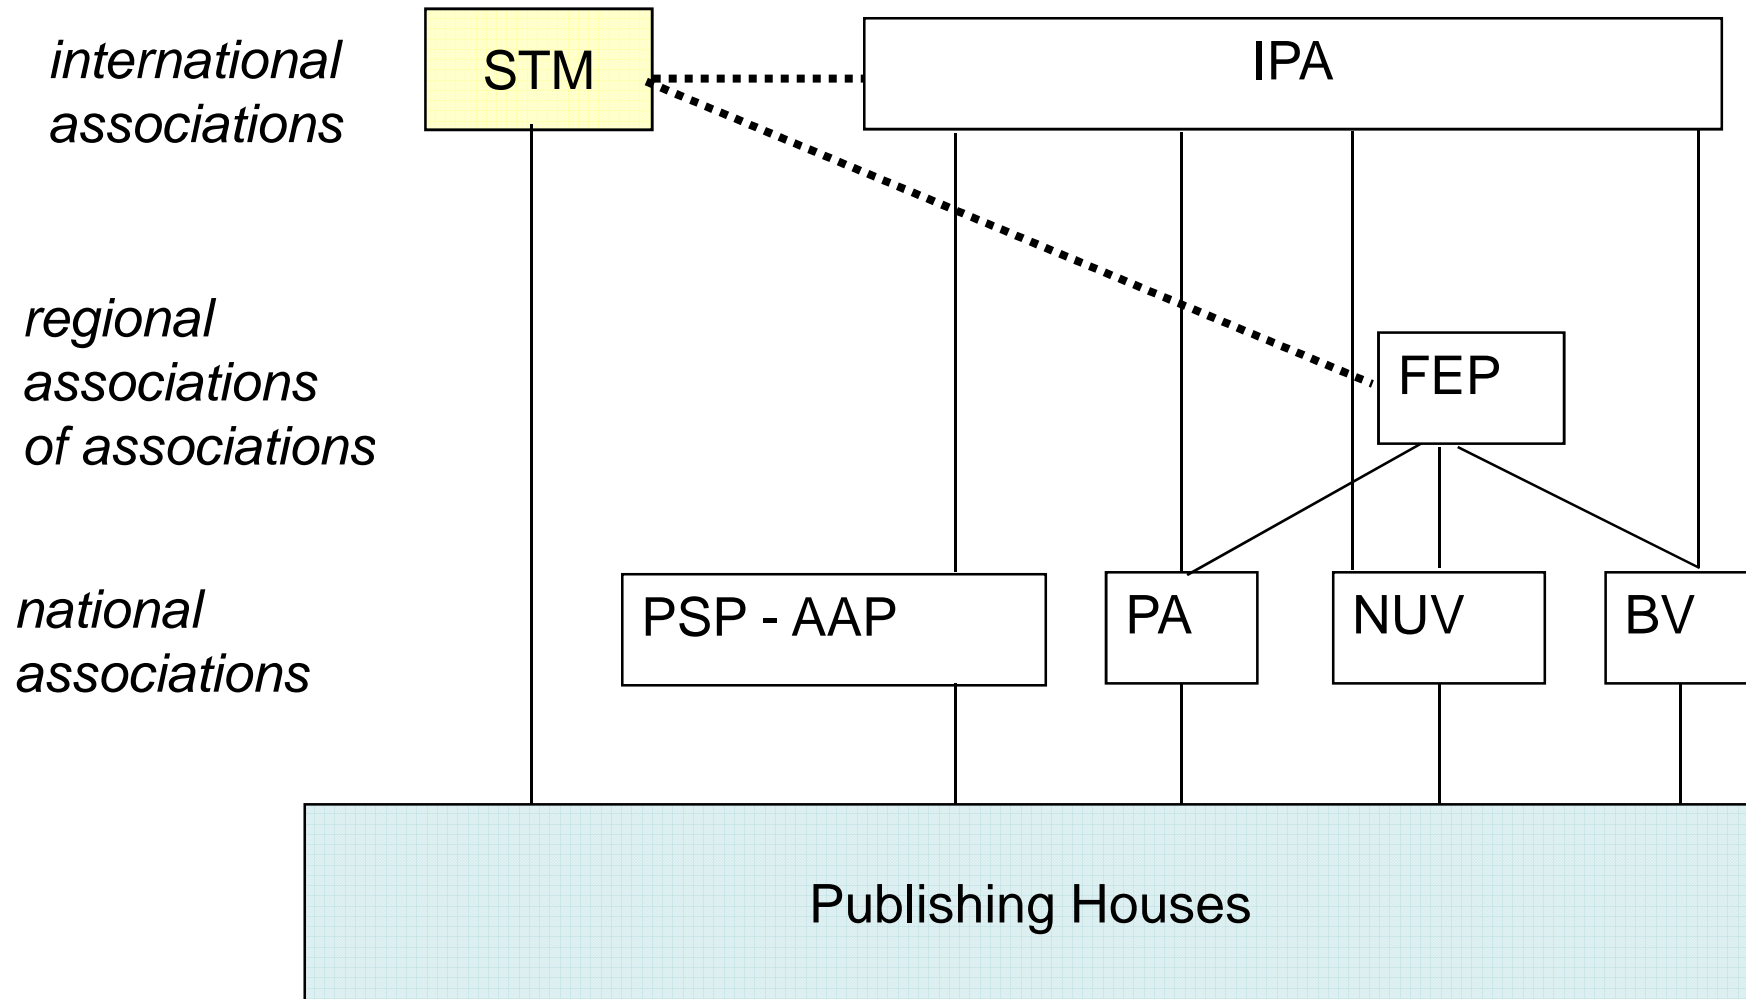 international
associations
STM
IPA
regional
associations
of associations
FEP
national
associations
PSP - AAP
PA
NUV
BV
Publishing Houses